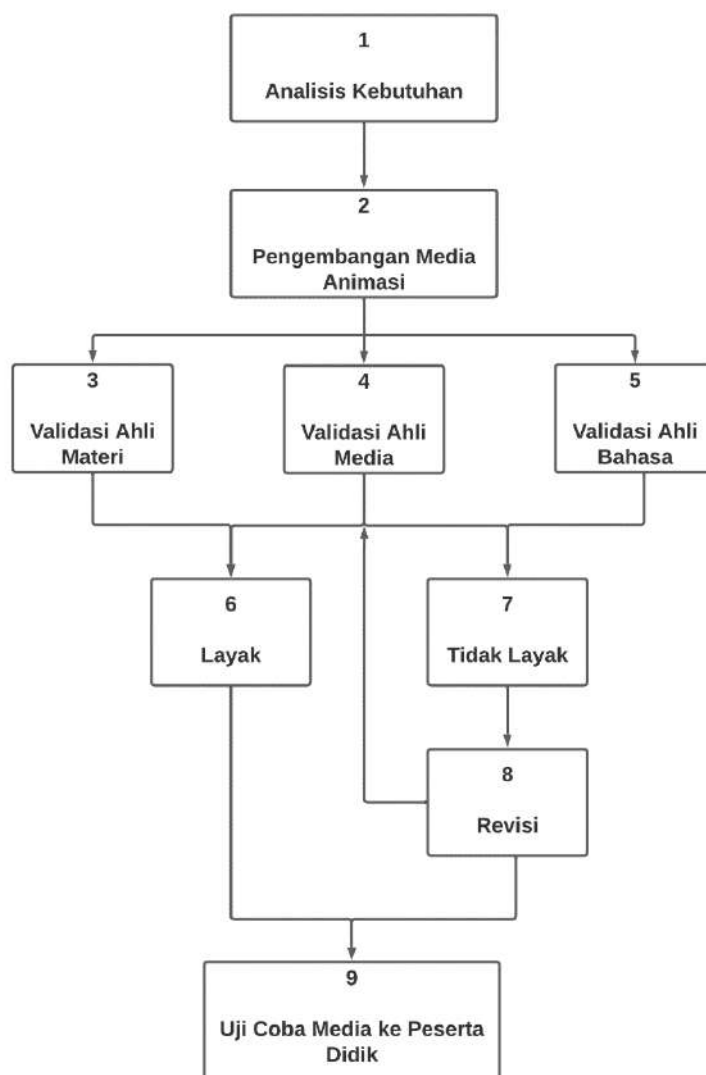 1
Analisis Kebutuhan
2
Pengembangan Media
Animasi
3
Validasi Ahli
Materi
4
Validasi Ahli
Media
5
Validasi Ahli
Bahasa
6
Layak
7
Tidak Layak
8
Revisi
9
Uji Coba Media ke Peserta
Didik